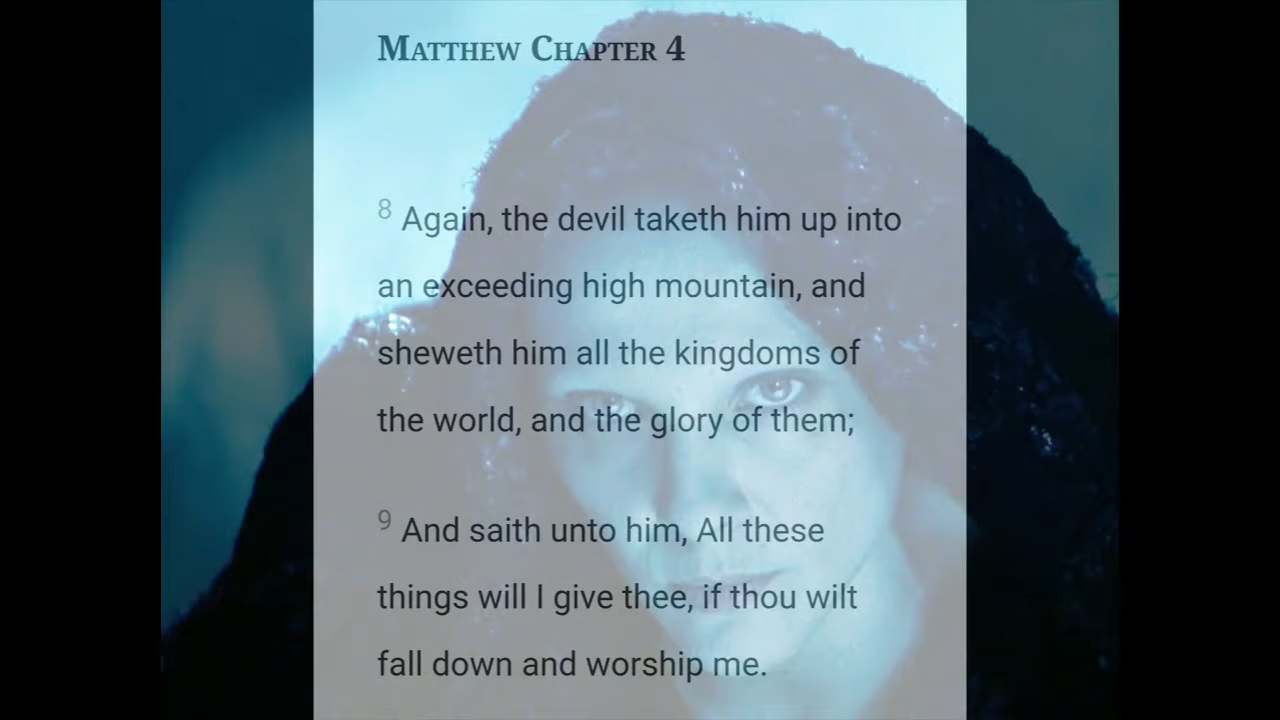 Matthew Chapter 4
8 Again, the devil taketh him up into
an exceeding high mountain, and
sheweth him all the kingdoms of
the world, and the glory of them;
9 And saith unto him, All these
things will I give thee, if thou wilt
fall down and worship me.